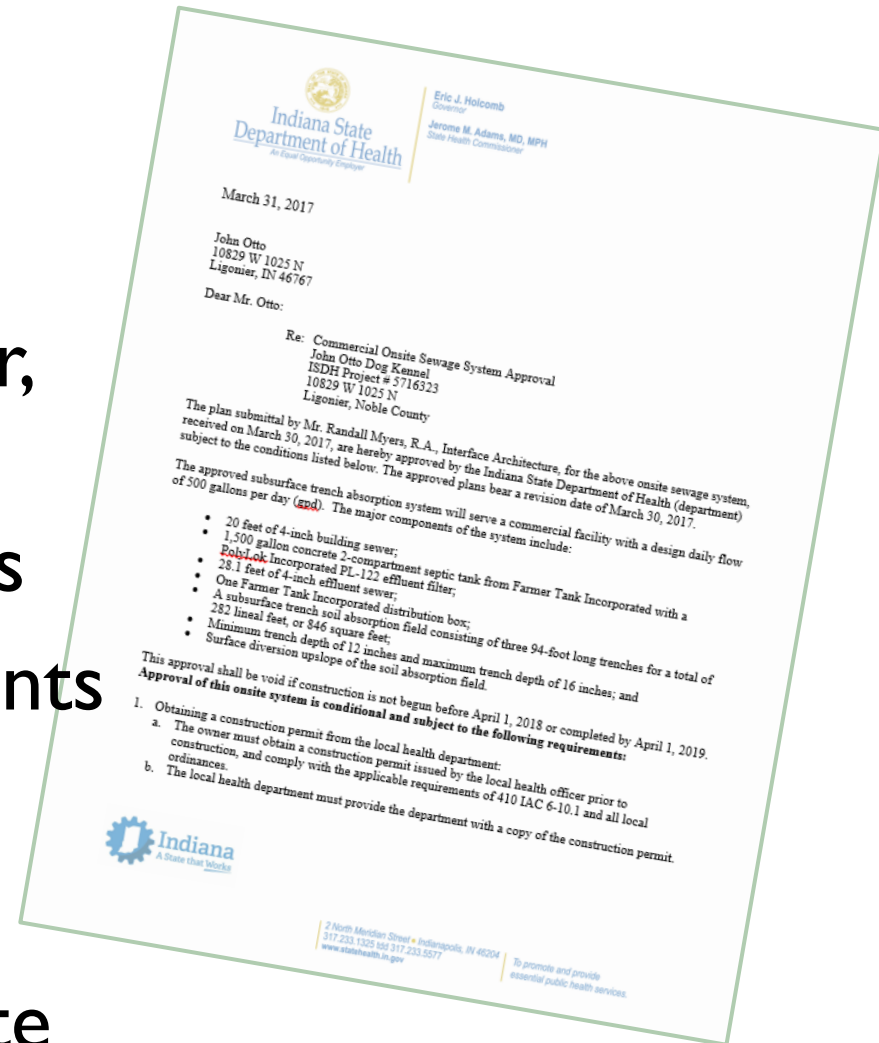 r,
s
nts
te
Indiana State
Department of Health
An Equal Opportunity Employer
Eric J. Holcomb
Governor
Jerome M. Adams, MD, MPH
State Health Commissioner
March 31, 2017
John Otto
10829 W 1025 N
Ligonier, IN 46767
Dear Mr. Otto:
Re: Commercial Onsite Sewage System Approval
John Otto Dog Kennel
ISDH Project # 5716323
10829 W 1025 N
Ligonier, Noble County
The plan submittal by Mr. Randall Myers, R.A., Interface Architecture, for the above onsite sewage system,
received on March 30, 2017, are hereby approved by the Indiana State Department of Health (department)
subject to the conditions listed below. The approved plans bear a revision date of March 30, 2017.
The approved subsurface trench absorption system will serve a commercial facility with a design daily flow
of 500 gallons per day (gpd). The major components of the system include:
• 20 feet of 4-inch building sewer;
• 1,500 gallon concrete 2-compartment septic tank from Farmer Tank Incorporated with a
PolyLok Incorporated PL-122 effluent filter;
• 28.1 feet of 4-inch effluent sewer;
• One Farmer Tank Incorporated distribution box;
• A subsurface trench soil absorption field consisting of three 94-foot long trenches for a total of
282 lineal feet, or 846 square feet;
• Minimum trench depth of 12 inches and maximum trench depth of 16 inches; and
• Surface diversion upslope of the soil absorption field.
This approval shall be void if construction is not begun before April 1, 2018 or completed by April 1, 2019.
Approval of this onsite system is conditional and subject to the following requirements:
1. Obtaining a construction permit from the local health department:
a. The owner must obtain a construction permit issued by the local health officer prior to
construction, and comply with the applicable requirements of 410 IAC 6-10.1 and all local
ordinances.
b. The local health department must provide the department with a copy of the construction permit.
Indiana
A State that Works
2 North Meridian Street • Indianapolis, IN 46204
317.233.1325 tdd 317.233.5577
www.statehealth.in.gov
To promote and provide
essential public health services.